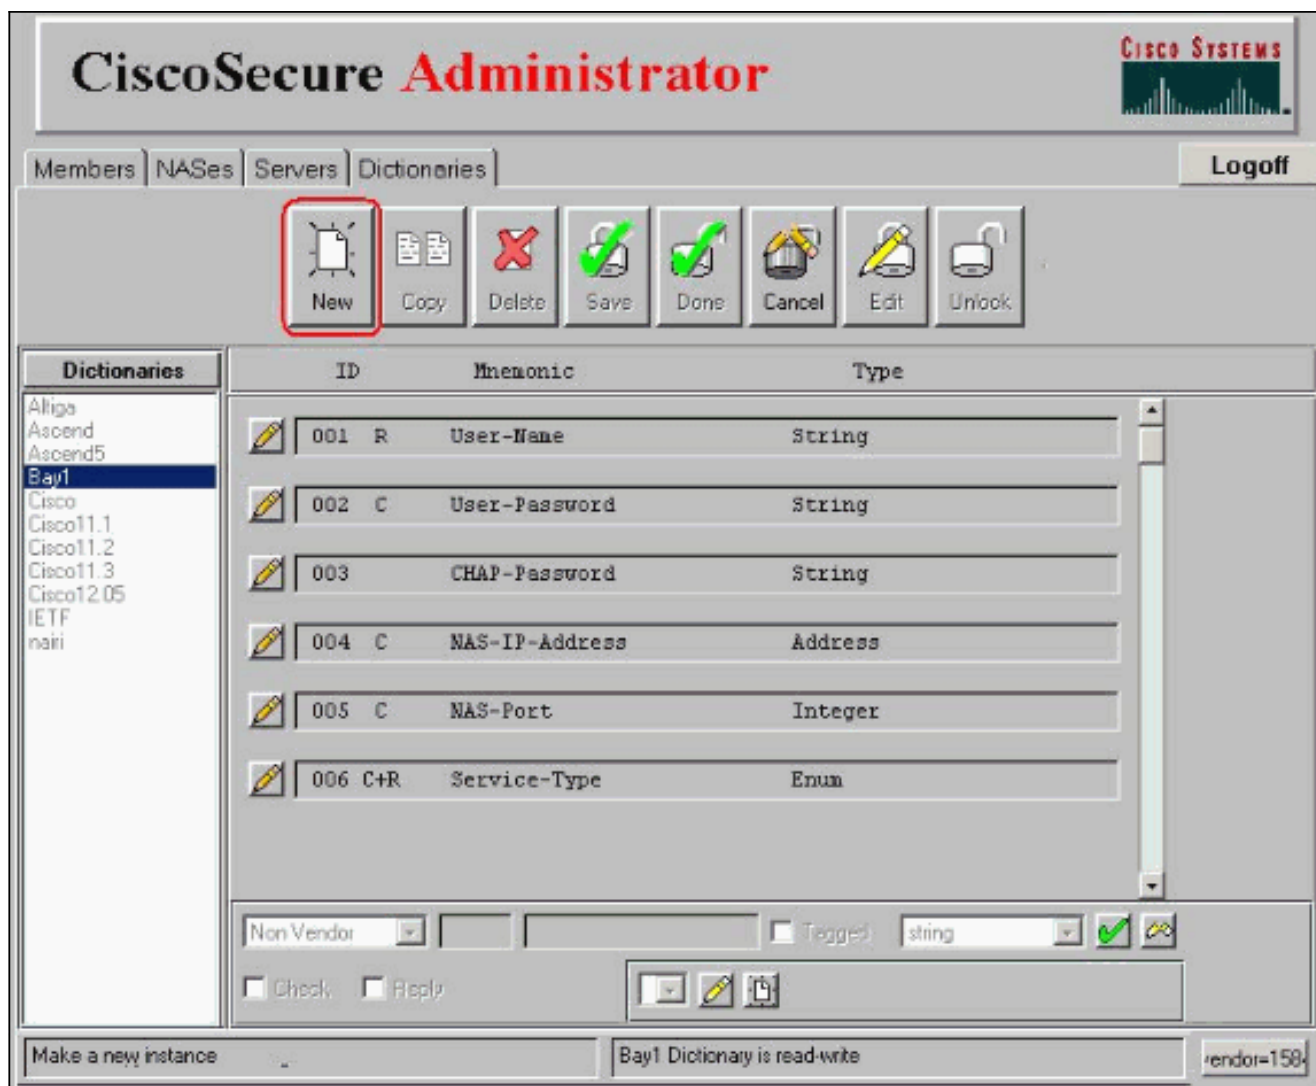 CiscoSecure Administrator
CISCO SYSTEMS
Members NASes Servers Dictionaries
Logoff
New Copy Delete Save Done Cancel Edit Unlock
Dictionaries
ID Mnemonic Type
Altiga
Ascend
Ascend5
Bay1
Cisco
Cisco11.1
Cisco11.2
Cisco11.3
Cisco12.05
IETF
nairi
001 R User-Name String
002 C User-Password String
003 CHAP-Password String
004 C NAS-IP-Address Address
005 C NAS-Port Integer
006 C+R Service-Type Enum
Non Vendor Tagged string
Check Reply
Make a new instance
Bay1 Dictionary is read-write
vendor=158